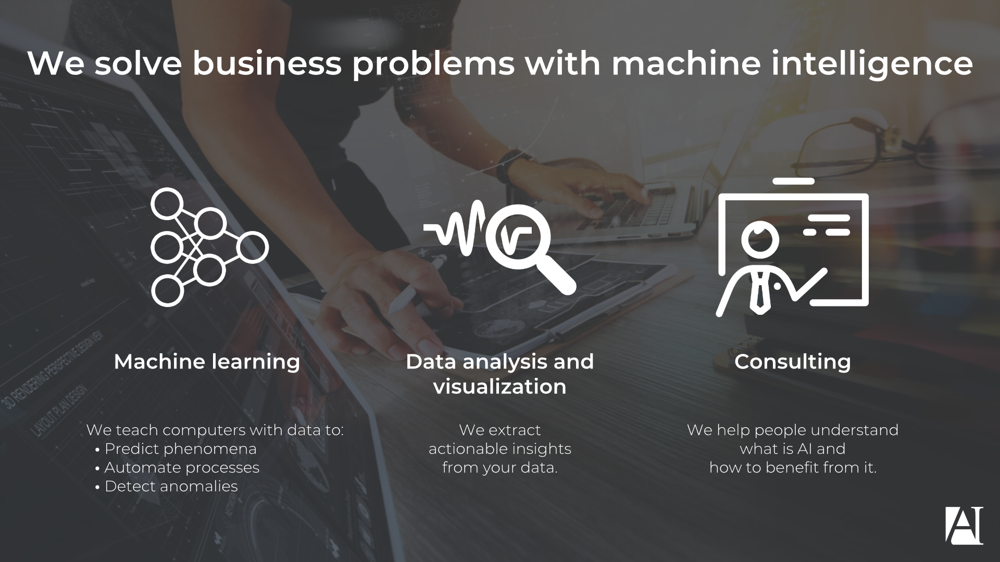 We solve business problems with machine intelligence
Machine learning
We teach computers with data to:
• Predict phenomena
• Automate processes
• Detect anomalies
Data analysis and
visualization
We extract
actionable insights
from your data.
Consulting
We help people understand
what is AI and
how to benefit from it.
3D RENDERING PERSPECTIVE DESIGN VIEW
LAYOUT PLAN DESIGN
AI